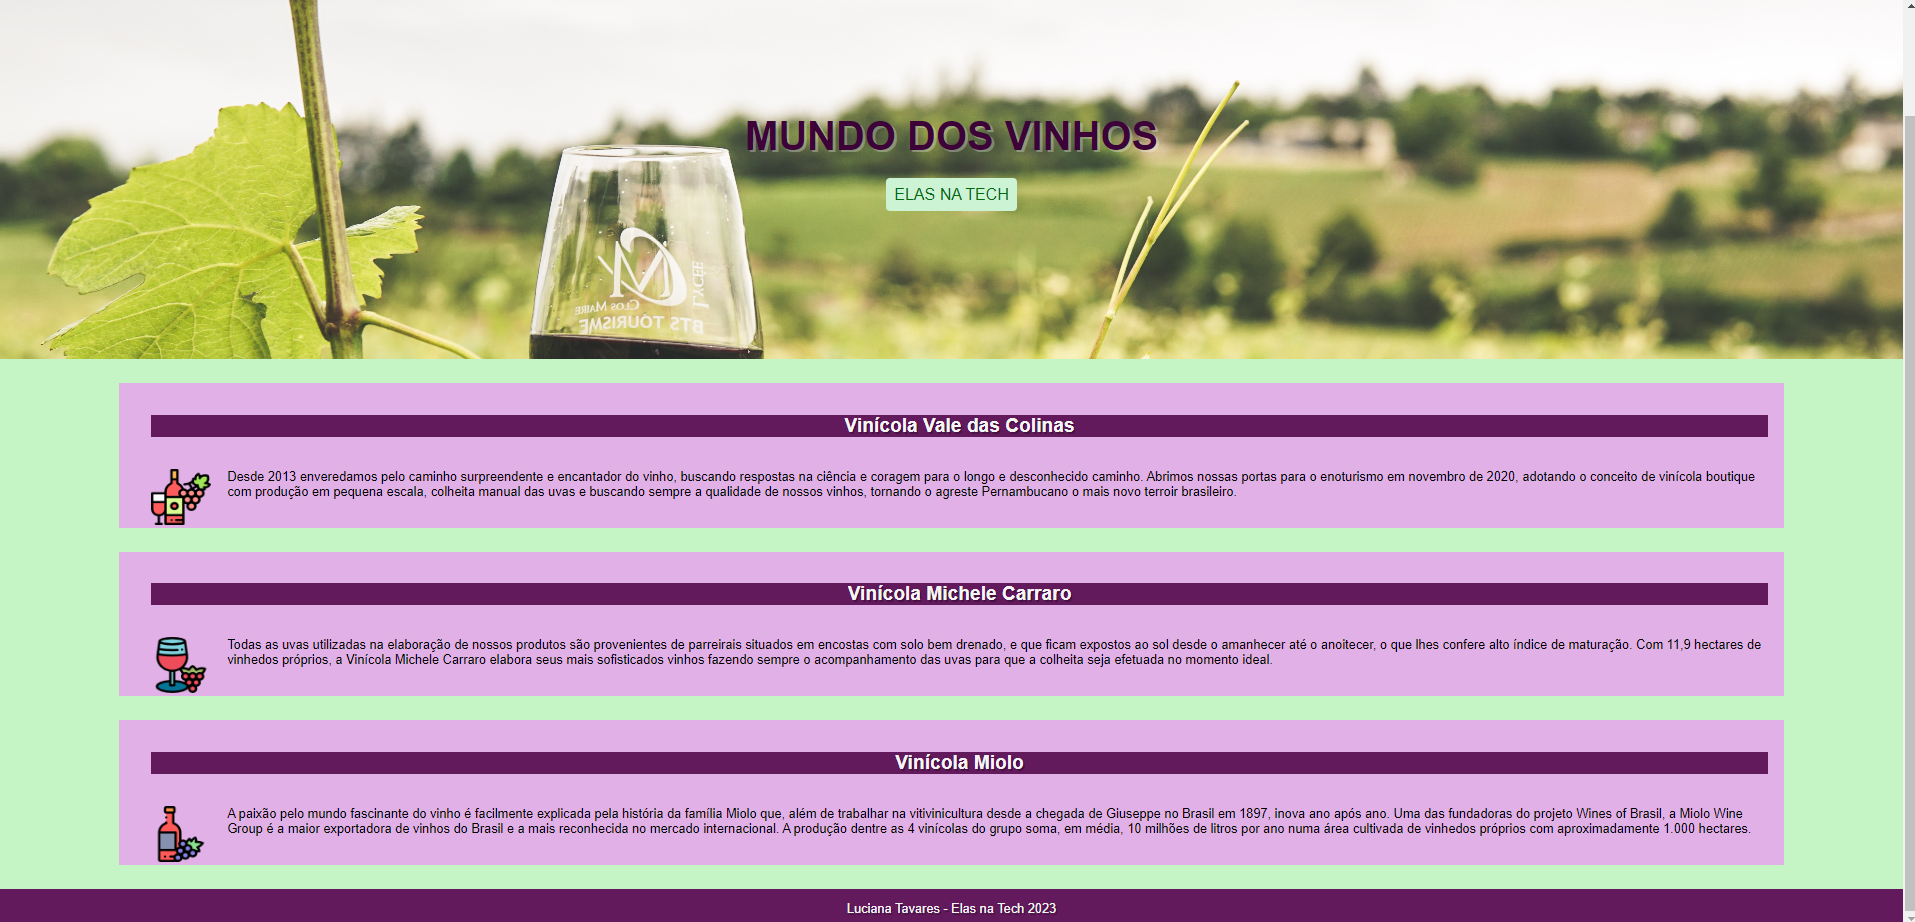 MUNDO DOS VINHOS
ELAS NA TECH
LYCÉE
CLOS MAIRE
BTS TOURISME
Vinícola Vale das Colinas
Desde 2013 enveredamos pelo caminho surpreendente e encantador do vinho, buscando respostas na ciência e coragem para o longo e desconhecido caminho. Abrimos nossas portas para o enoturismo em novembro de 2020, adotando o conceito de vinícola boutique
com produção em pequena escala, colheita manual das uvas e buscando sempre a qualidade de nossos vinhos, tornando o agreste Pernambucano o mais novo terroir brasileiro.
Vinícola Michele Carraro
Todas as uvas utilizadas na elaboração de nossos produtos são provenientes de parreirais situados em encostas com solo bem drenado, e que ficam expostos ao sol desde o amanhecer até o anoitecer, o que lhes confere alto índice de maturação. Com 11,9 hectares de
vinhedos próprios, a Vinícola Michele Carraro elabora seus mais sofisticados vinhos fazendo sempre o acompanhamento das uvas para que a colheita seja efetuada no momento ideal.
Vinícola Miolo
A paixão pelo mundo fascinante do vinho é facilmente explicada pela história da família Miolo que, além de trabalhar na vitivinicultura desde a chegada de Giuseppe no Brasil em 1897, inova ano após ano. Uma das fundadoras do projeto Wines of Brasil, a Miolo Wine
Group é a maior exportadora de vinhos do Brasil e a mais reconhecida no mercado internacional. A produção dentre as 4 vinícolas do grupo soma, em média, 10 milhões de litros por ano numa área cultivada de vinhedos próprios com aproximadamente 1.000 hectares.
Luciana Tavares - Elas na Tech 2023